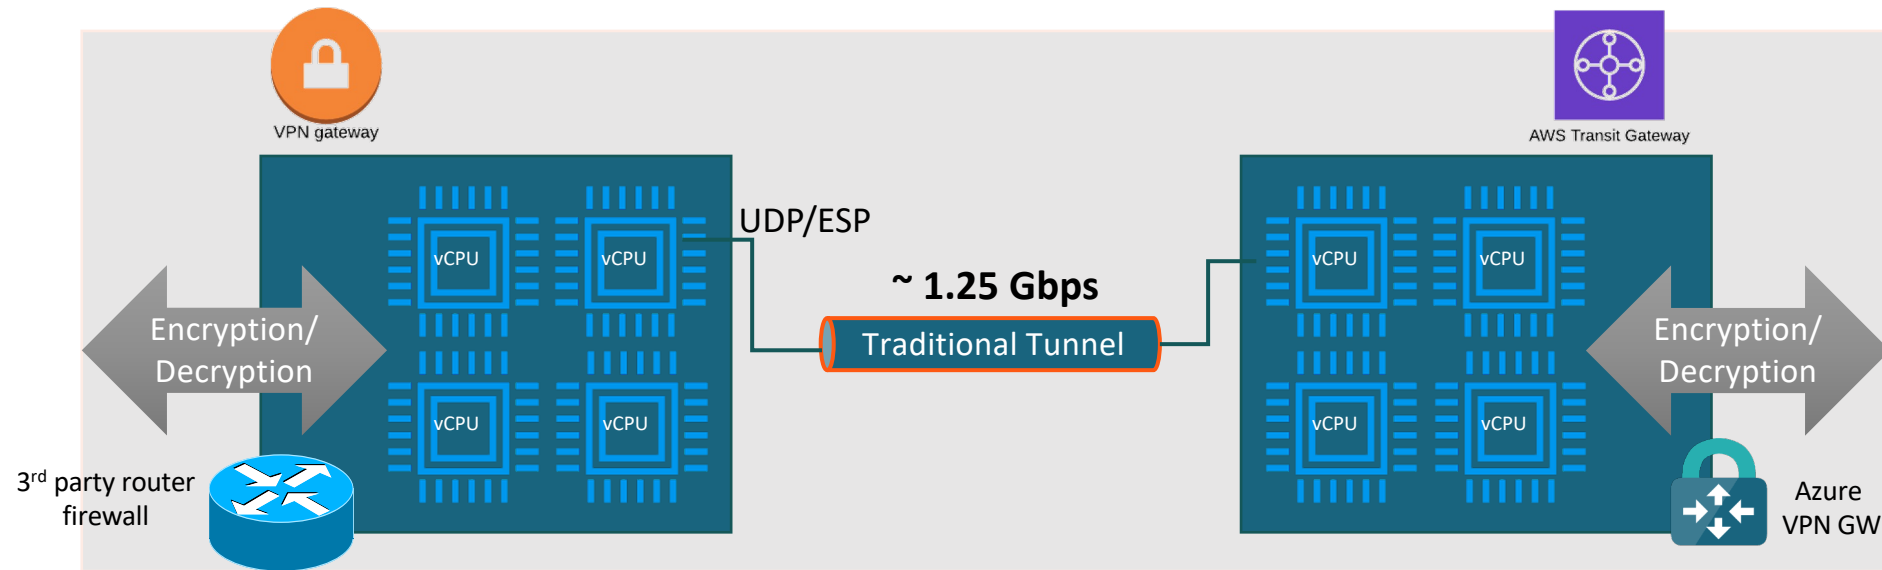 VPN gateway
AWS Transit Gateway
UDP/ESP
vCPU
vCPU
vCPU
vCPU
~ 1.25 Gbps
Encryption/
Decryption
Traditional Tunnel
Encryption/
Decryption
vCPU
vCPU
vCPU
vCPU
3rd party router
firewall
Azure
VPN GW